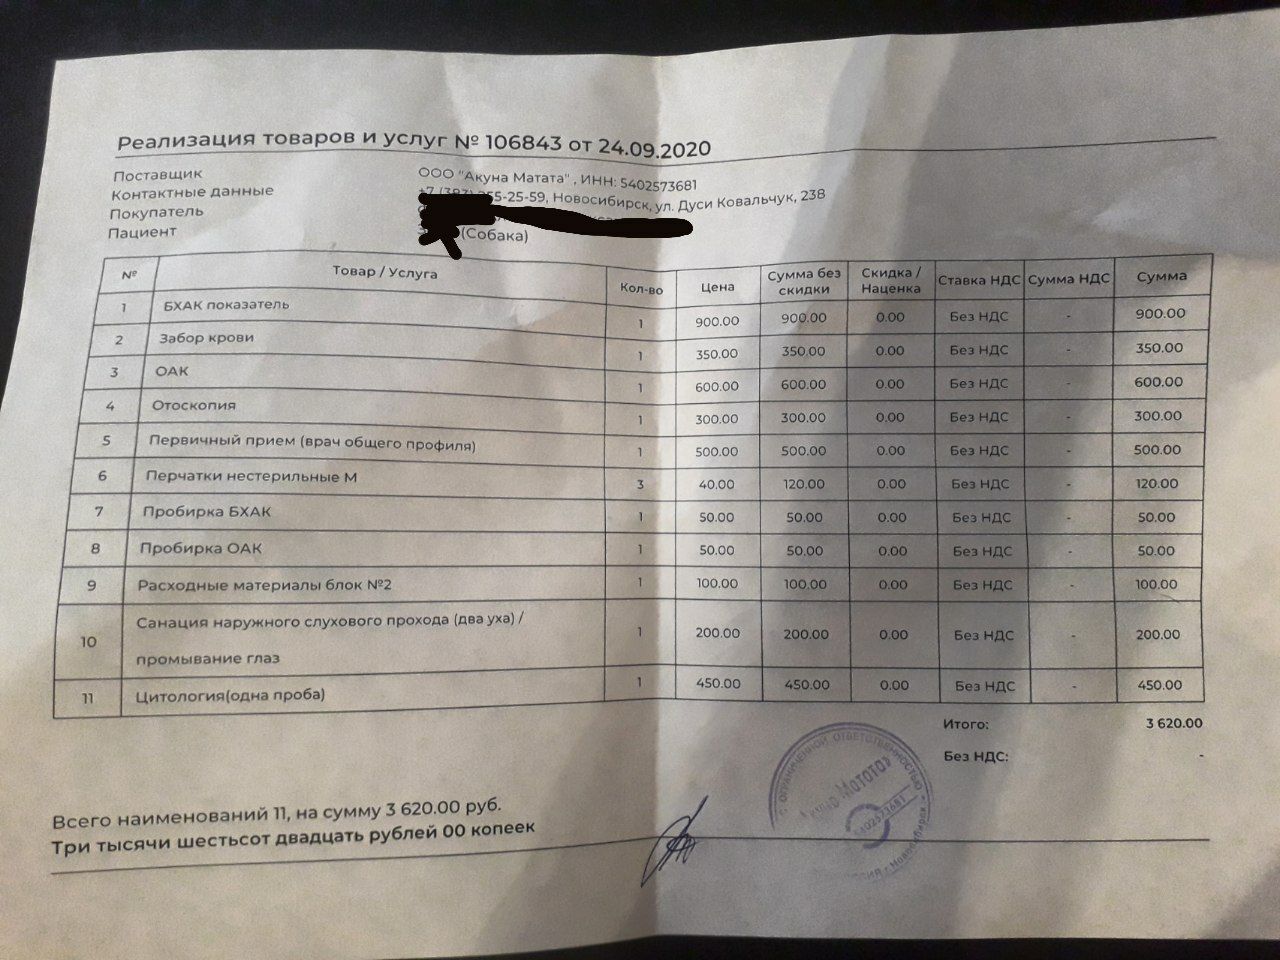 Реализация товаров и услуг № 106843 от 24.09.2020
Поставщик ООО "Акуна Матата" , ИНН: 5402573681
Контактные данные 255-25-59, Новосибирск, ул. Дуси Ковальчук, 238
Покупатель
Пациент (Собака)
№ Товар / Услуга Кол-во Цена Сумма без скидки Скидка / Наценка Ставка НДС Сумма НДС Сумма
1 БХАК показатель 1 900.00 900.00 0.00 Без НДС - 900.00
2 Забор крови 1 350.00 350.00 0.00 Без НДС - 350.00
3 ОАК 1 600.00 600.00 0.00 Без НДС - 600.00
4 Отоскопия 1 300.00 300.00 0.00 Без НДС - 300.00
5 Первичный прием (врач общего профиля) 1 500.00 500.00 0.00 Без НДС - 500.00
6 Перчатки нестерильные М 3 40.00 120.00 0.00 Без НДС - 120.00
7 Пробирка БХАК 1 50.00 50.00 0.00 Без НДС - 50.00
8 Пробирка ОАК 1 50.00 50.00 0.00 Без НДС - 50.00
9 Расходные материалы блок №2 1 100.00 100.00 0.00 Без НДС - 100.00
10 Санация наружного слухового прохода (два уха) / промывание глаз 1 200.00 200.00 0.00 Без НДС - 200.00
11 Цитология(одна проба) 1 450.00 450.00 0.00 Без НДС - 450.00
Итого: 3 620.00
Без НДС: -
Всего наименований 11, на сумму 3 620.00 руб.
Три тысячи шестьсот двадцать рублей 00 копеек
с ограниченной ответственностью
5402573681